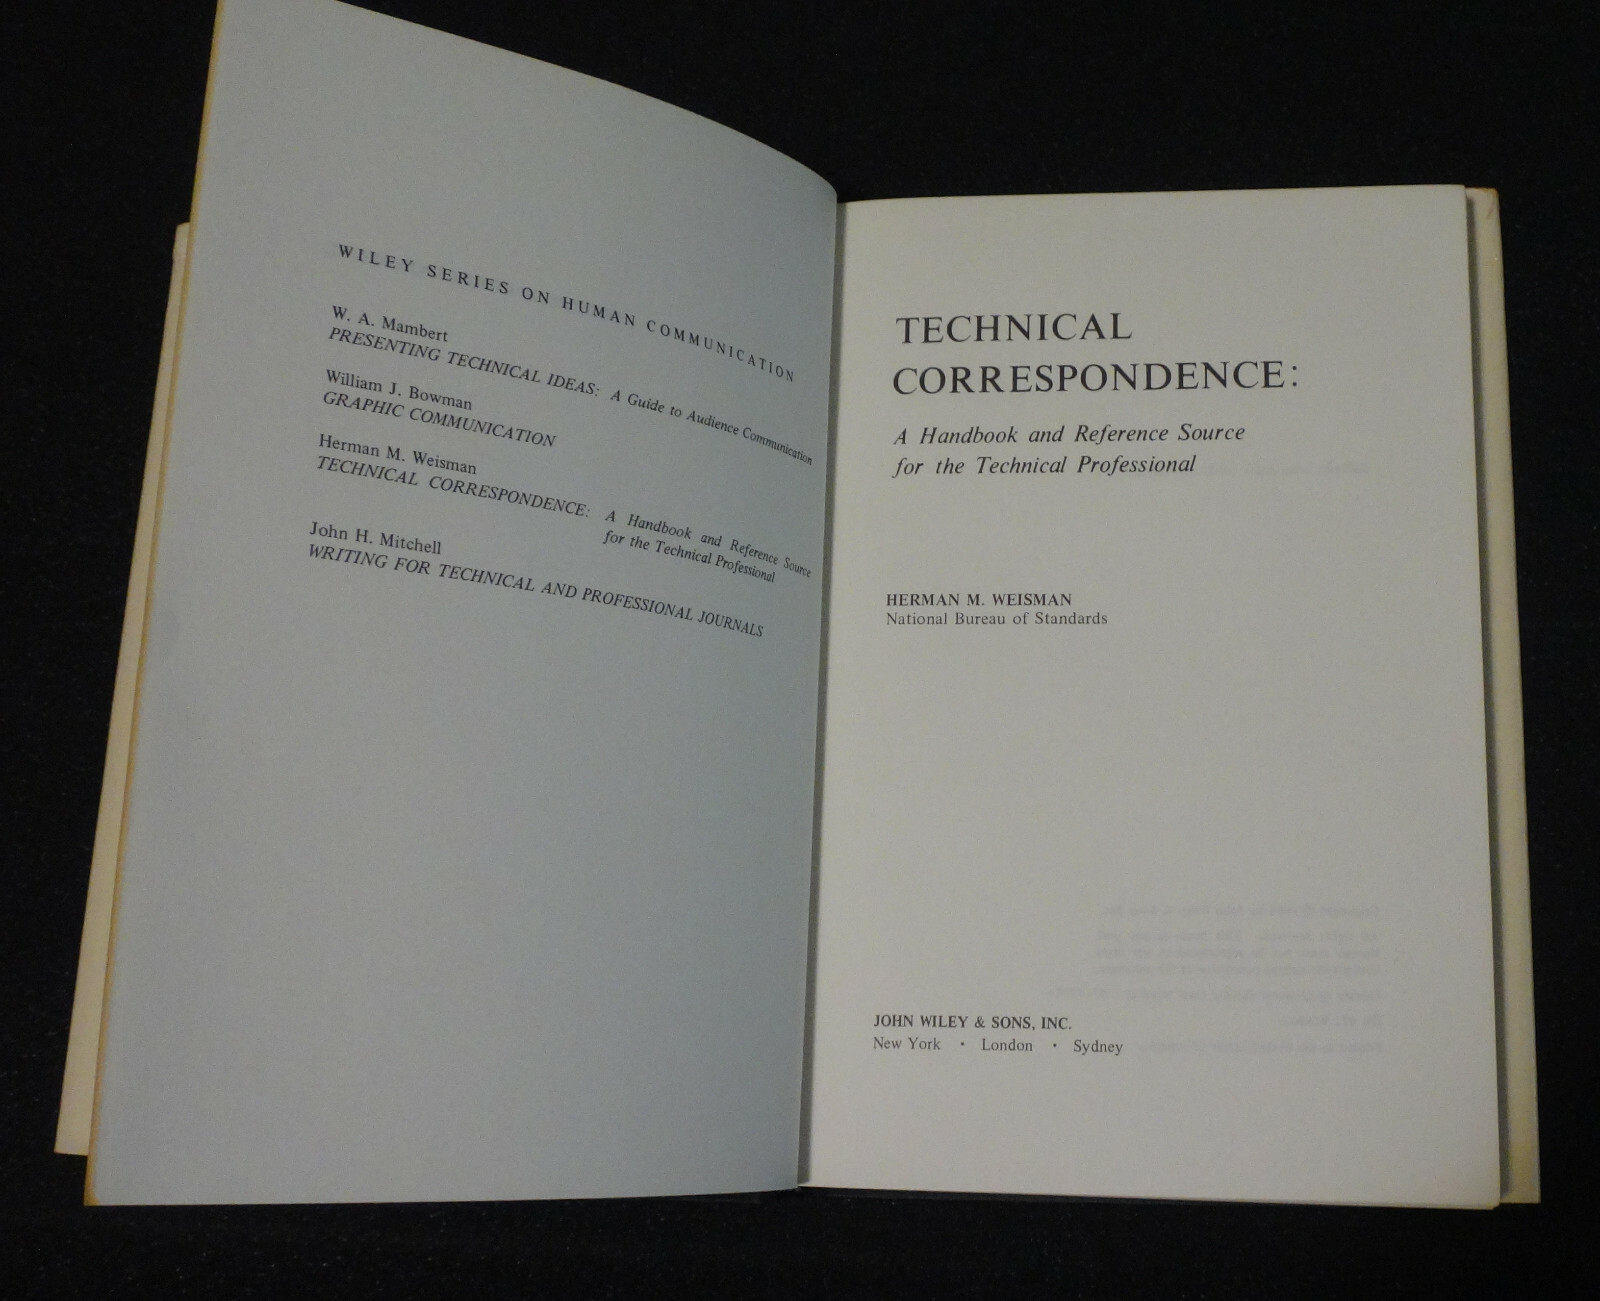 WILEY SERIES ON HUMAN COMMUNICATION
W. A. Mambert
PRESENTING TECHNICAL IDEAS: A Guide to Audience Communication
William J. Bowman
GRAPHIC COMMUNICATION
Herman M. Weisman
TECHNICAL CORRESPONDENCE: A Handbook and Reference Source
for the Technical Professional
John H. Mitchell
WRITING FOR TECHNICAL AND PROFESSIONAL JOURNALS
TECHNICAL
CORRESPONDENCE:
A Handbook and Reference Source
for the Technical Professional
HERMAN M. WEISMAN
National Bureau of Standards
JOHN WILEY & SONS, INC.
New York · London · Sydney